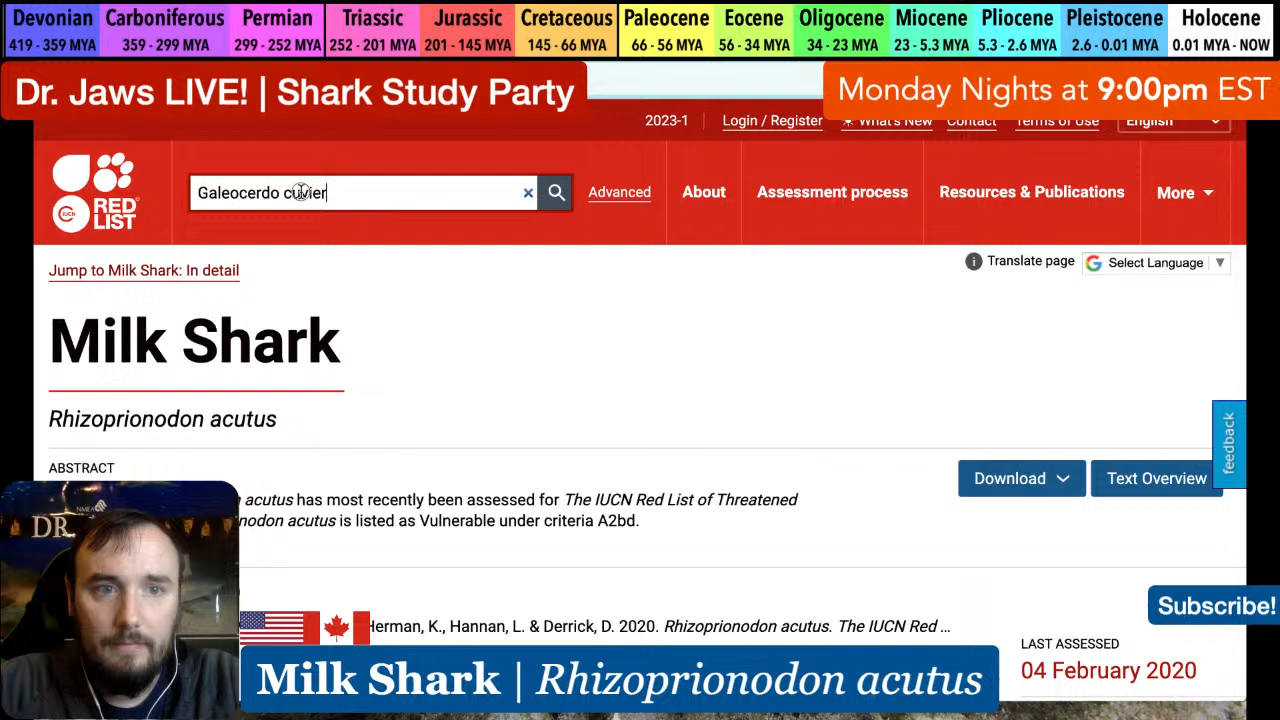 Devonian Carboniferous Permian Triassic Jurassic Cretaceous Paleocene Eocene Oligocene Miocene Pliocene Pleistocene Holocene
419 - 359 MYA 359 - 299 MYA 299 - 252 MYA 252 - 201 MYA 201 - 145 MYA 145 - 66 MYA 66 - 56 MYA 56 - 34 MYA 34 - 23 MYA 23 - 5.3 MYA 5.3 - 2.6 MYA 2.6 - 0.01 MYA 0.01 MYA - NOW
Dr. Jaws LIVE! | Shark Study Party
Monday Nights at 9:00pm EST
2023-1 Login / Register What's New Contact Terms of Use English
IUCN RED LIST
Galeocerdo cuvier
Advanced About Assessment process Resources & Publications More
Jump to Milk Shark: In detail
Translate page Select Language
Milk Shark
Rhizoprionodon acutus
ABSTRACT
Download Text Overview
feedback
acutus has most recently been assessed for The IUCN Red List of Threatened
acutus is listed as Vulnerable under criteria A2bd.
NMEA
DR.
Subscribe!
Herman, K., Hannan, L. & Derrick, D. 2020. Rhizoprionodon acutus. The IUCN Red ...
LAST ASSESSED
04 February 2020
Milk Shark | Rhizoprionodon acutus